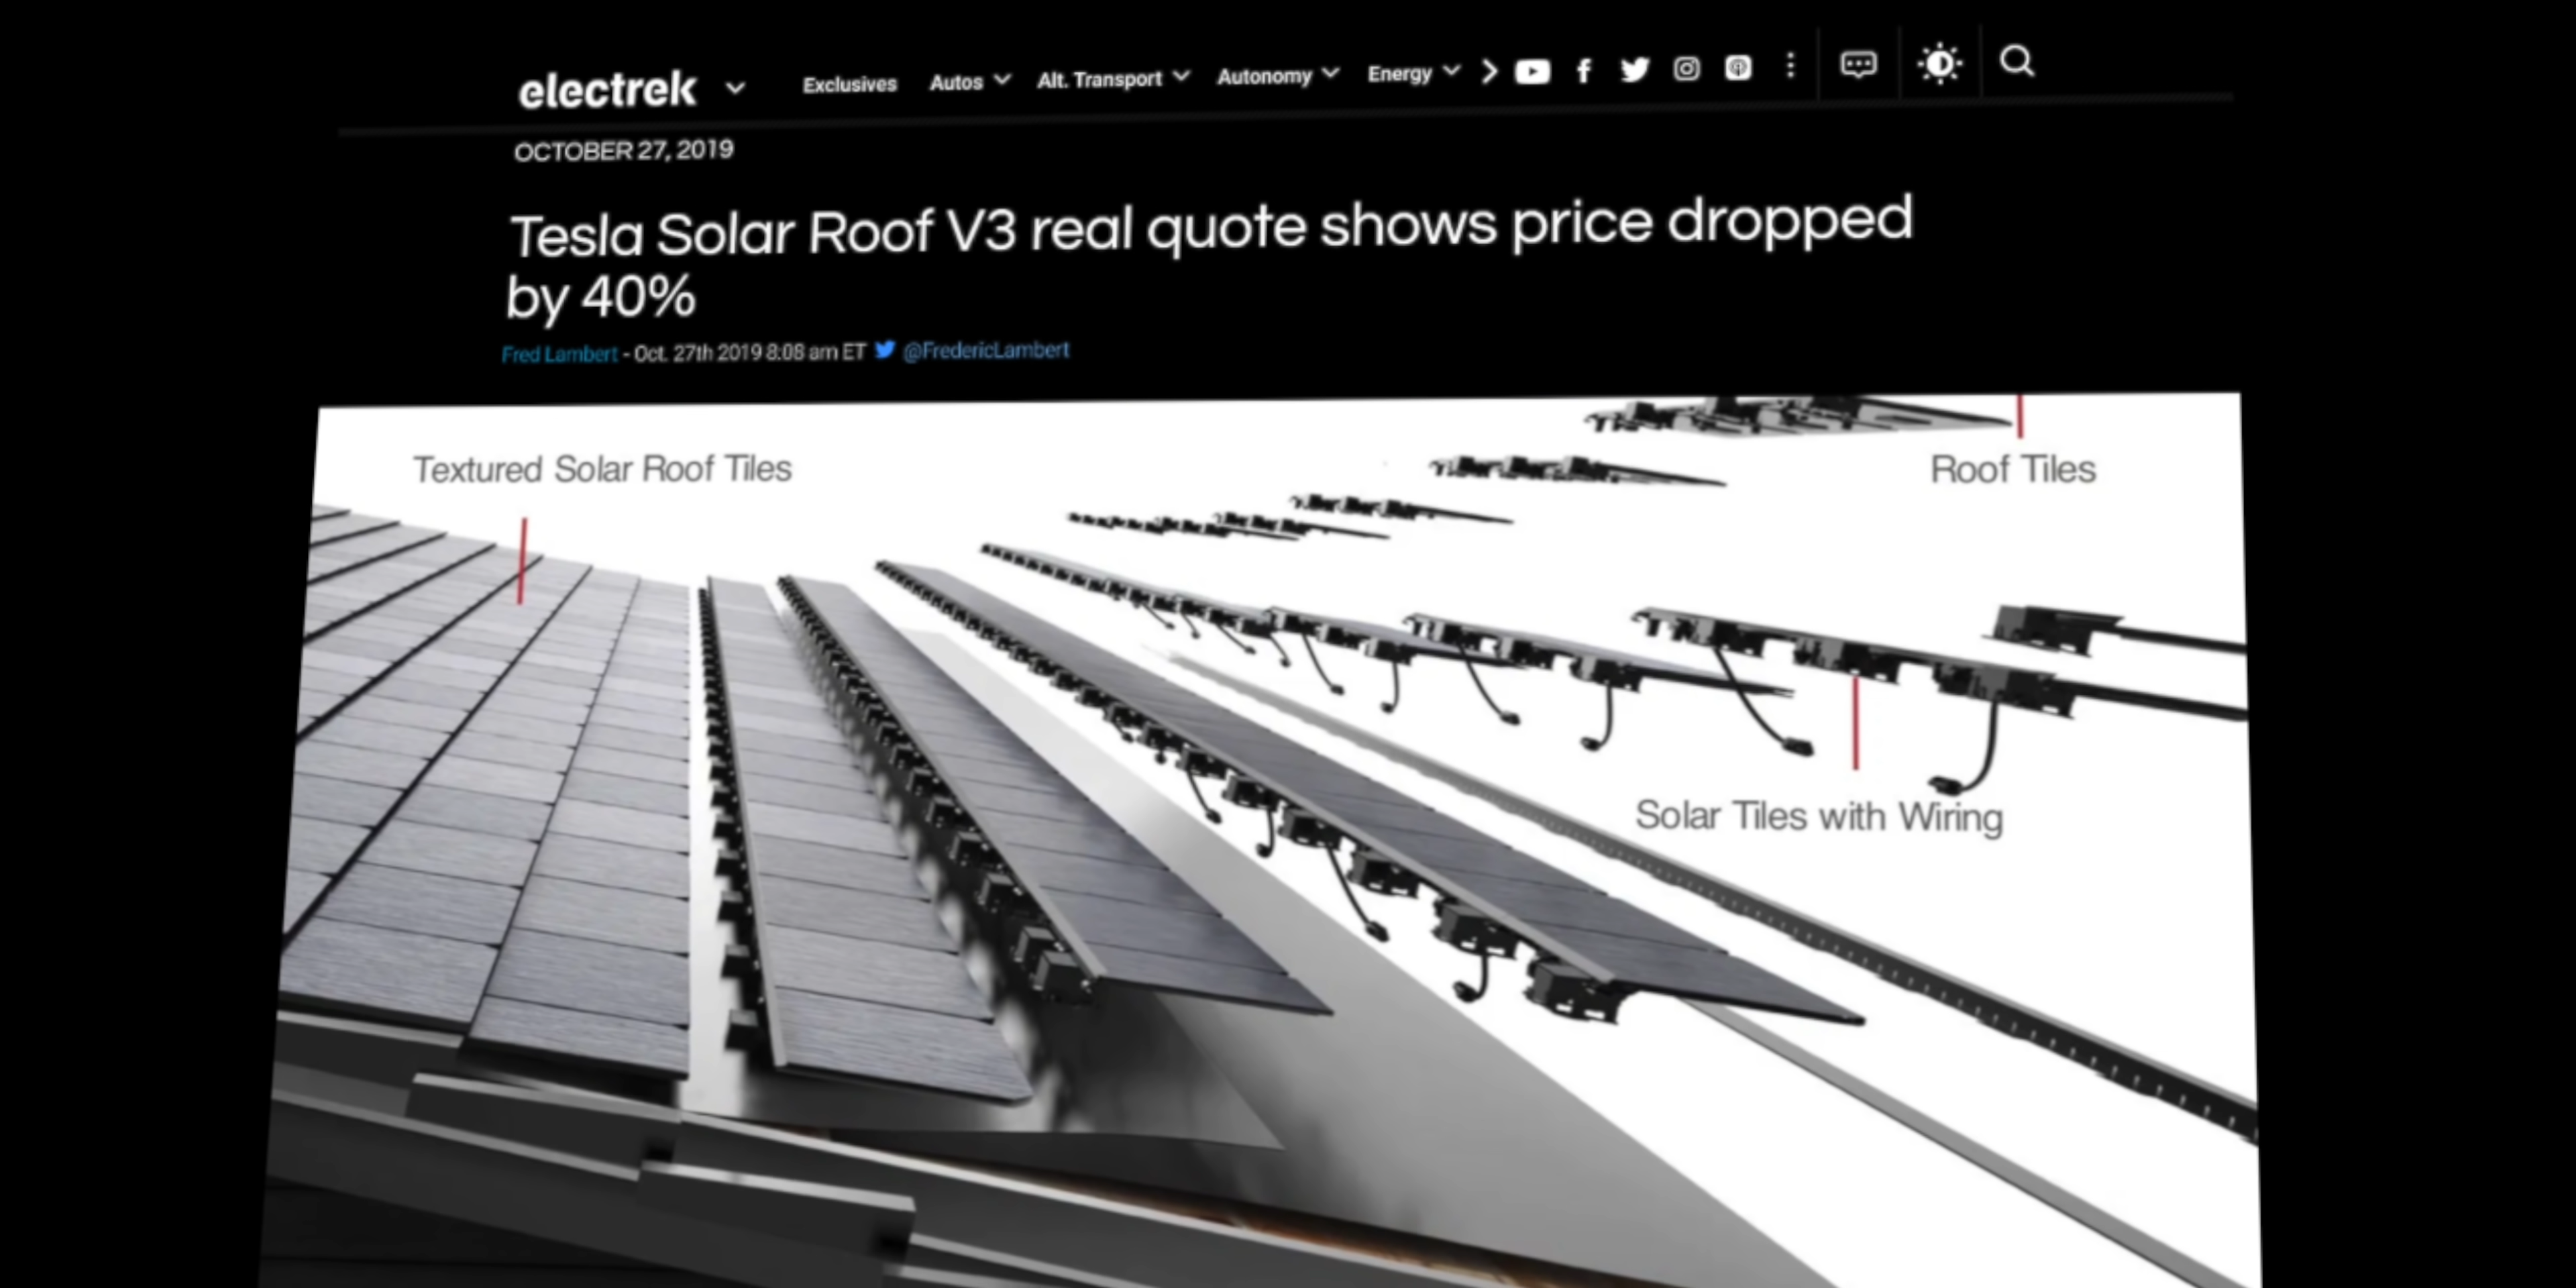 electrek Exclusives Autos Alt. Transport Autonomy Energy
OCTOBER 27, 2019
Tesla Solar Roof V3 real quote shows price dropped
by 40%
Fred Lambert - Oct. 27th 2019 8:08 am ET @FredericLambert
Textured Solar Roof Tiles
Roof Tiles
Solar Tiles with Wiring